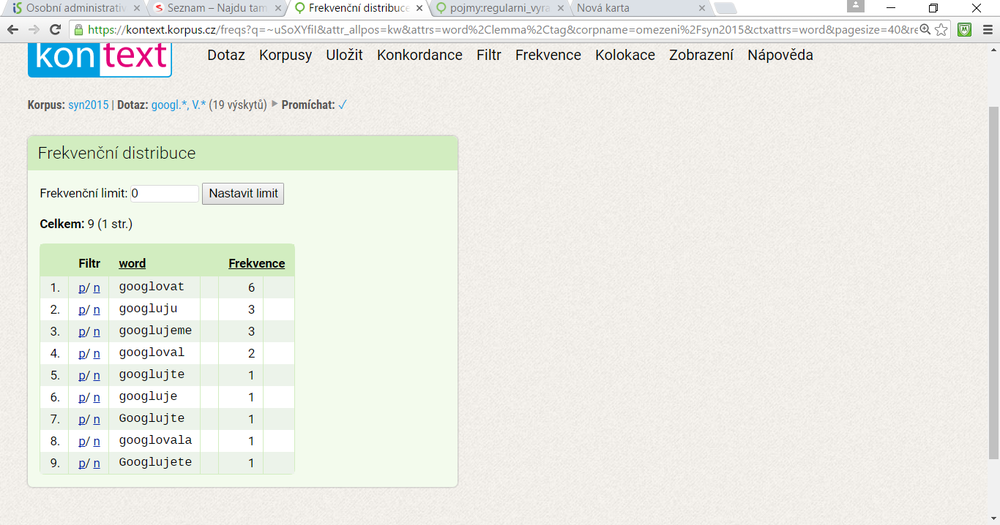 Osobní administrativ
Seznam – Najdu tam
Frekvenční distribuce
pojmy:regularni_vyra
Nová karta
https://kontext.korpus.cz/freqs?q=~uSoXYfiI&attr_allpos=kw&attrs=word%2Clemma%2Ctag&corpname=omezeni%2Fsyn2015&ctxattrs=word&pagesize=40&re
kontext
Dotaz Korpusy Uložit Konkordance Filtr Frekvence Kolokace Zobrazení Nápověda
Korpus: syn2015 | Dotaz: googl.*, V.* (19 výskytů) Promíchat: ✓
Frekvenční distribuce
Frekvenční limit: 0 Nastavit limit
Celkem: 9 (1 str.)
Filtr word Frekvence
1. p/ n googlovat 6
2. p/ n googluju 3
3. p/ n googlujeme 3
4. p/ n googloval 2
5. p/ n googlujte 1
6. p/ n googluje 1
7. p/ n Googlujte 1
8. p/ n googlovala 1
9. p/ n Googlujete 1